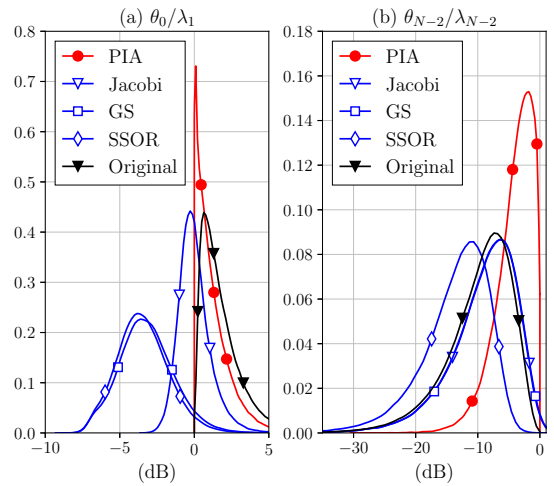 (a) θ₀/λ₁
(b) θ_{N−2}/λ_{N−2}
0.8
0.7
0.6
0.5
0.4
0.3
0.2
0.1
0.0
PIA
Jacobi
GS
SSOR
Original
−10
−5
0
5
(dB)
0.18
0.16
0.14
0.12
0.10
0.08
0.06
0.04
0.02
0.00
PIA
Jacobi
GS
SSOR
Original
−30
−20
−10
0
(dB)